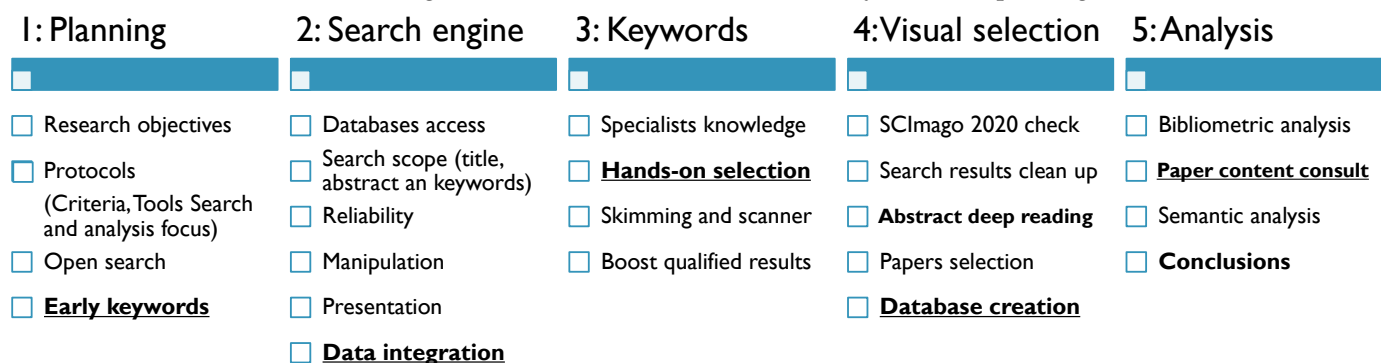 1: Planning
Research objectives
Protocols
(Criteria, Tools Search
and analysis focus)
Open search
Early keywords
2: Search engine
Databases access
Search scope (title,
abstract an keywords)
Reliability
Manipulation
Presentation
Data integration
3: Keywords
Specialists knowledge
Hands-on selection
Skimming and scanner
Boost qualified results
4: Visual selection
SCImago 2020 check
Search results clean up
Abstract deep reading
Papers selection
Database creation
5: Analysis
Bibliometric analysis
Paper content consult
Semantic analysis
Conclusions